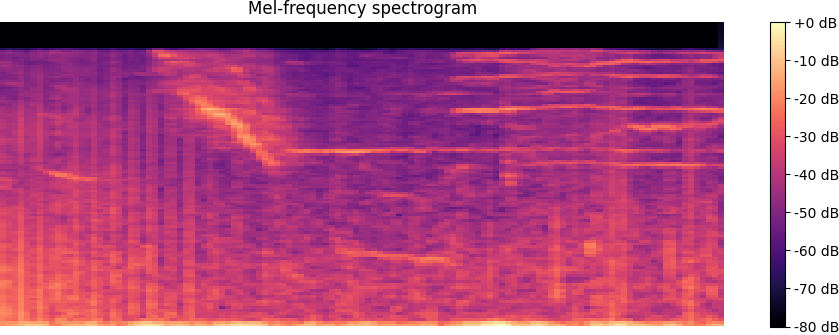 Mel-frequency spectrogram
+0 dB
-10 dB
-20 dB
-30 dB
-40 dB
-50 dB
-60 dB
-70 dB
-80 dB